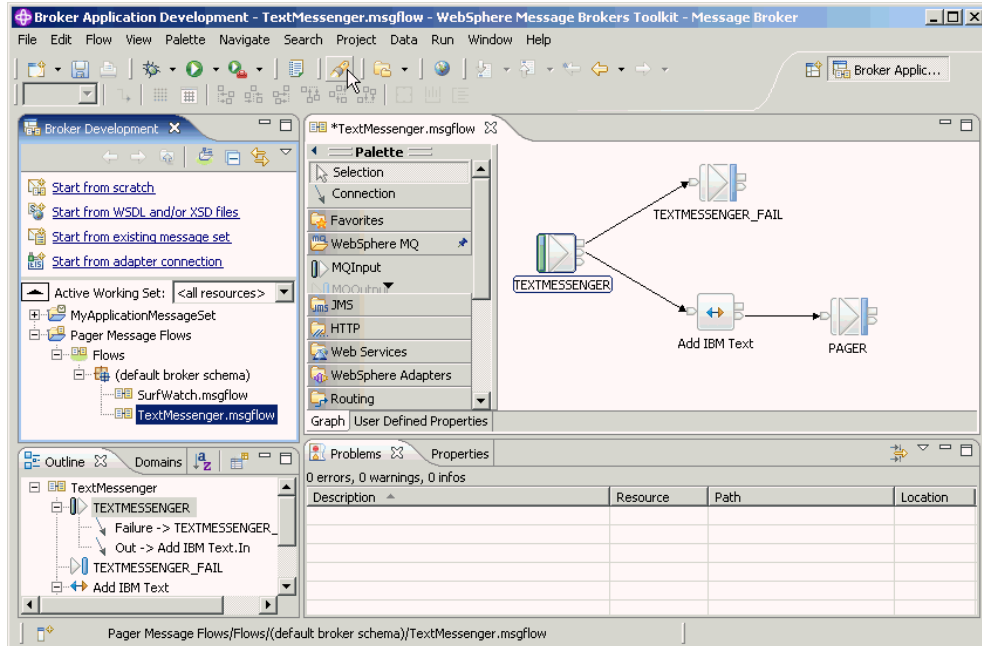 Broker Application Development - TextMessenger.msgflow - WebSphere Message Brokers Toolkit - Message Broker
File Edit Flow View Palette Navigate Search Project Data Run Window Help
Broker Applic...
Broker Development
Start from scratch
Start from WSDL and/or XSD files
Start from existing message set
Start from adapter connection
Active Working Set: <all resources>
MyApplicationMessageSet
Pager Message Flows
Flows
(default broker schema)
SurfWatch.msgflow
TextMessenger.msgflow
*TextMessenger.msgflow
Palette
Selection
Connection
Favorites
WebSphere MQ
MQInput
MQOutput
JMS
HTTP
Web Services
WebSphere Adapters
Routing
Graph User Defined Properties
TEXTMESSENGER_FAIL
TEXTMESSENGER
Add IBM Text
PAGER
Outline Domains
TextMessenger
TEXTMESSENGER
Failure -> TEXTMESSENGER_
Out -> Add IBM Text.In
TEXTMESSENGER_FAIL
Add IBM Text
Problems Properties
0 errors, 0 warnings, 0 infos
Description Resource Path Location
Pager Message Flows/Flows/(default broker schema)/TextMessenger.msgflow